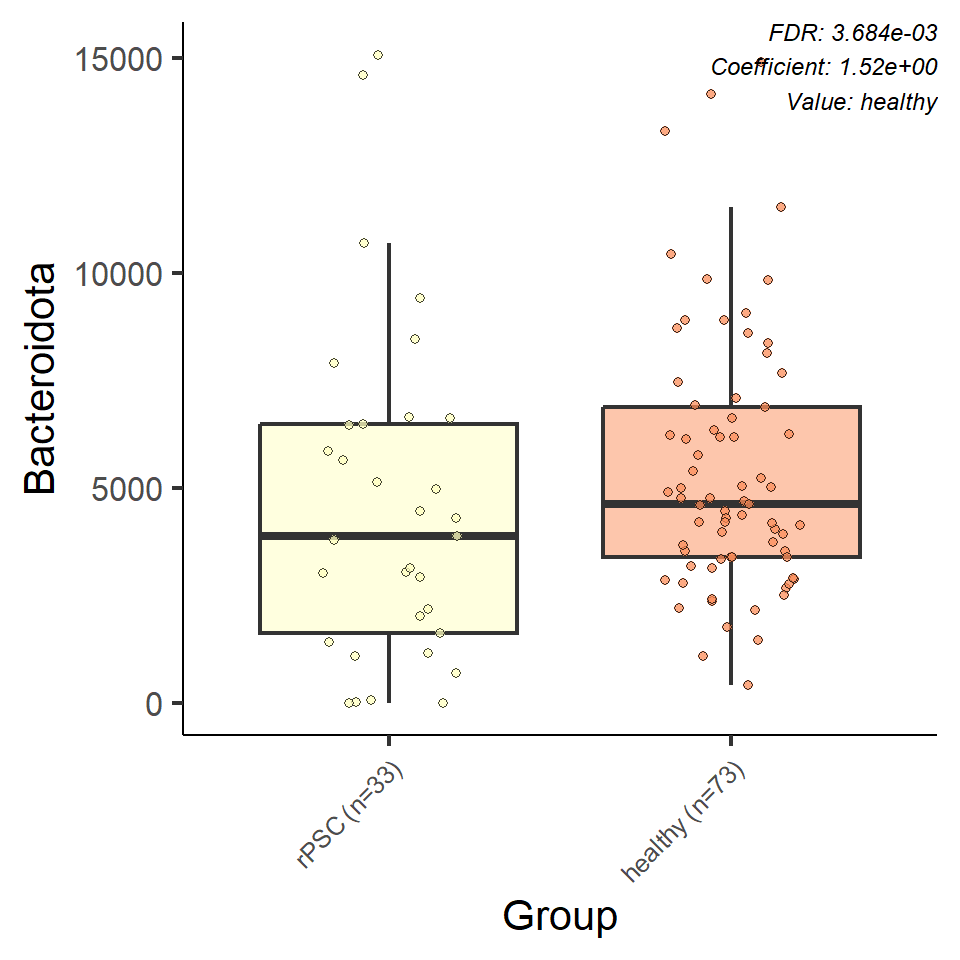 FDR: 3.684e-03
Coefficient: 1.52e+00
Value: healthy
15000
10000
5000
0
Bacteroidota
rPSC (n=33)
healthy (n=73)
Group